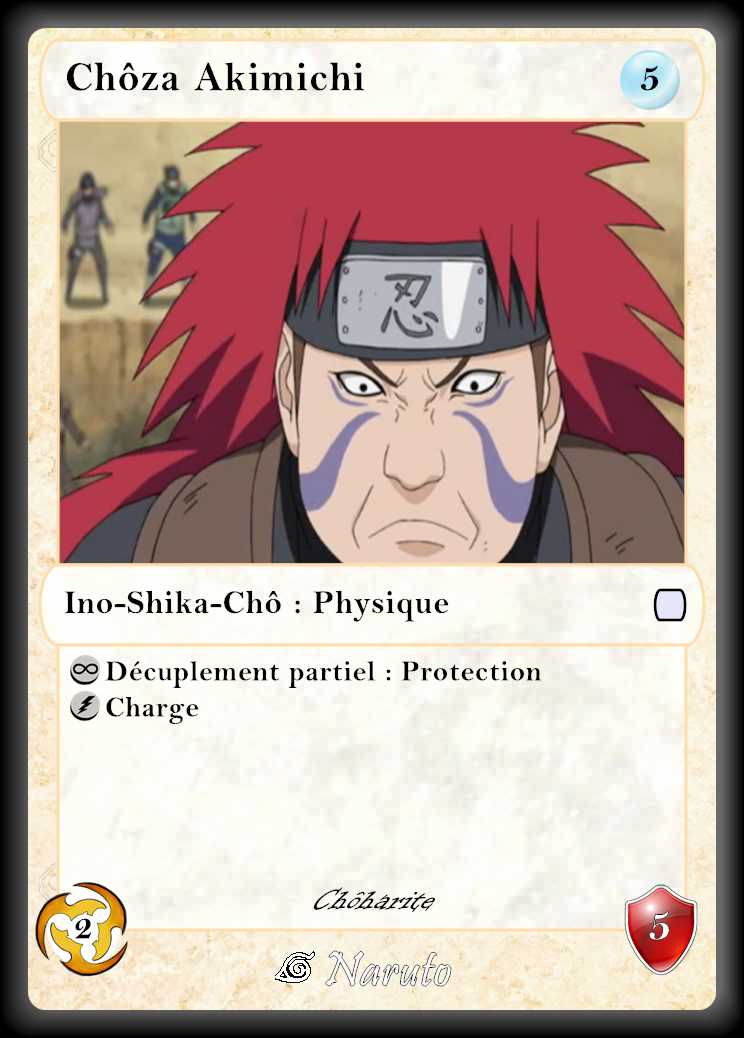 Chôza Akimichi
5
忍
Ino-Shika-Chô : Physique
∞ Décuplement partiel : Protection
Charge
Chôharite
2
5
Naruto